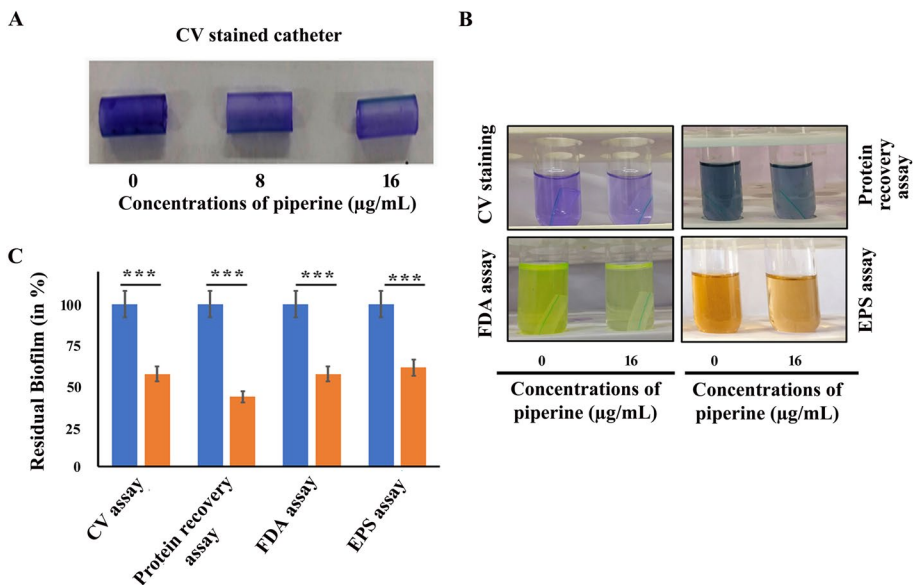 A
CV stained catheter
0 8 16
Concentrations of piperine (µg/mL)
B
CV staining
Protein
recovery
assay
FDA assay
EPS assay
0 16 0 16
Concentrations of
piperine (µg/mL)
Concentrations of
piperine (µg/mL)
C
Residual Biofilm (in %)
*** *** *** ***
100
75
50
25
0
CV assay
Protein recovery
assay
FDA assay
EPS assay